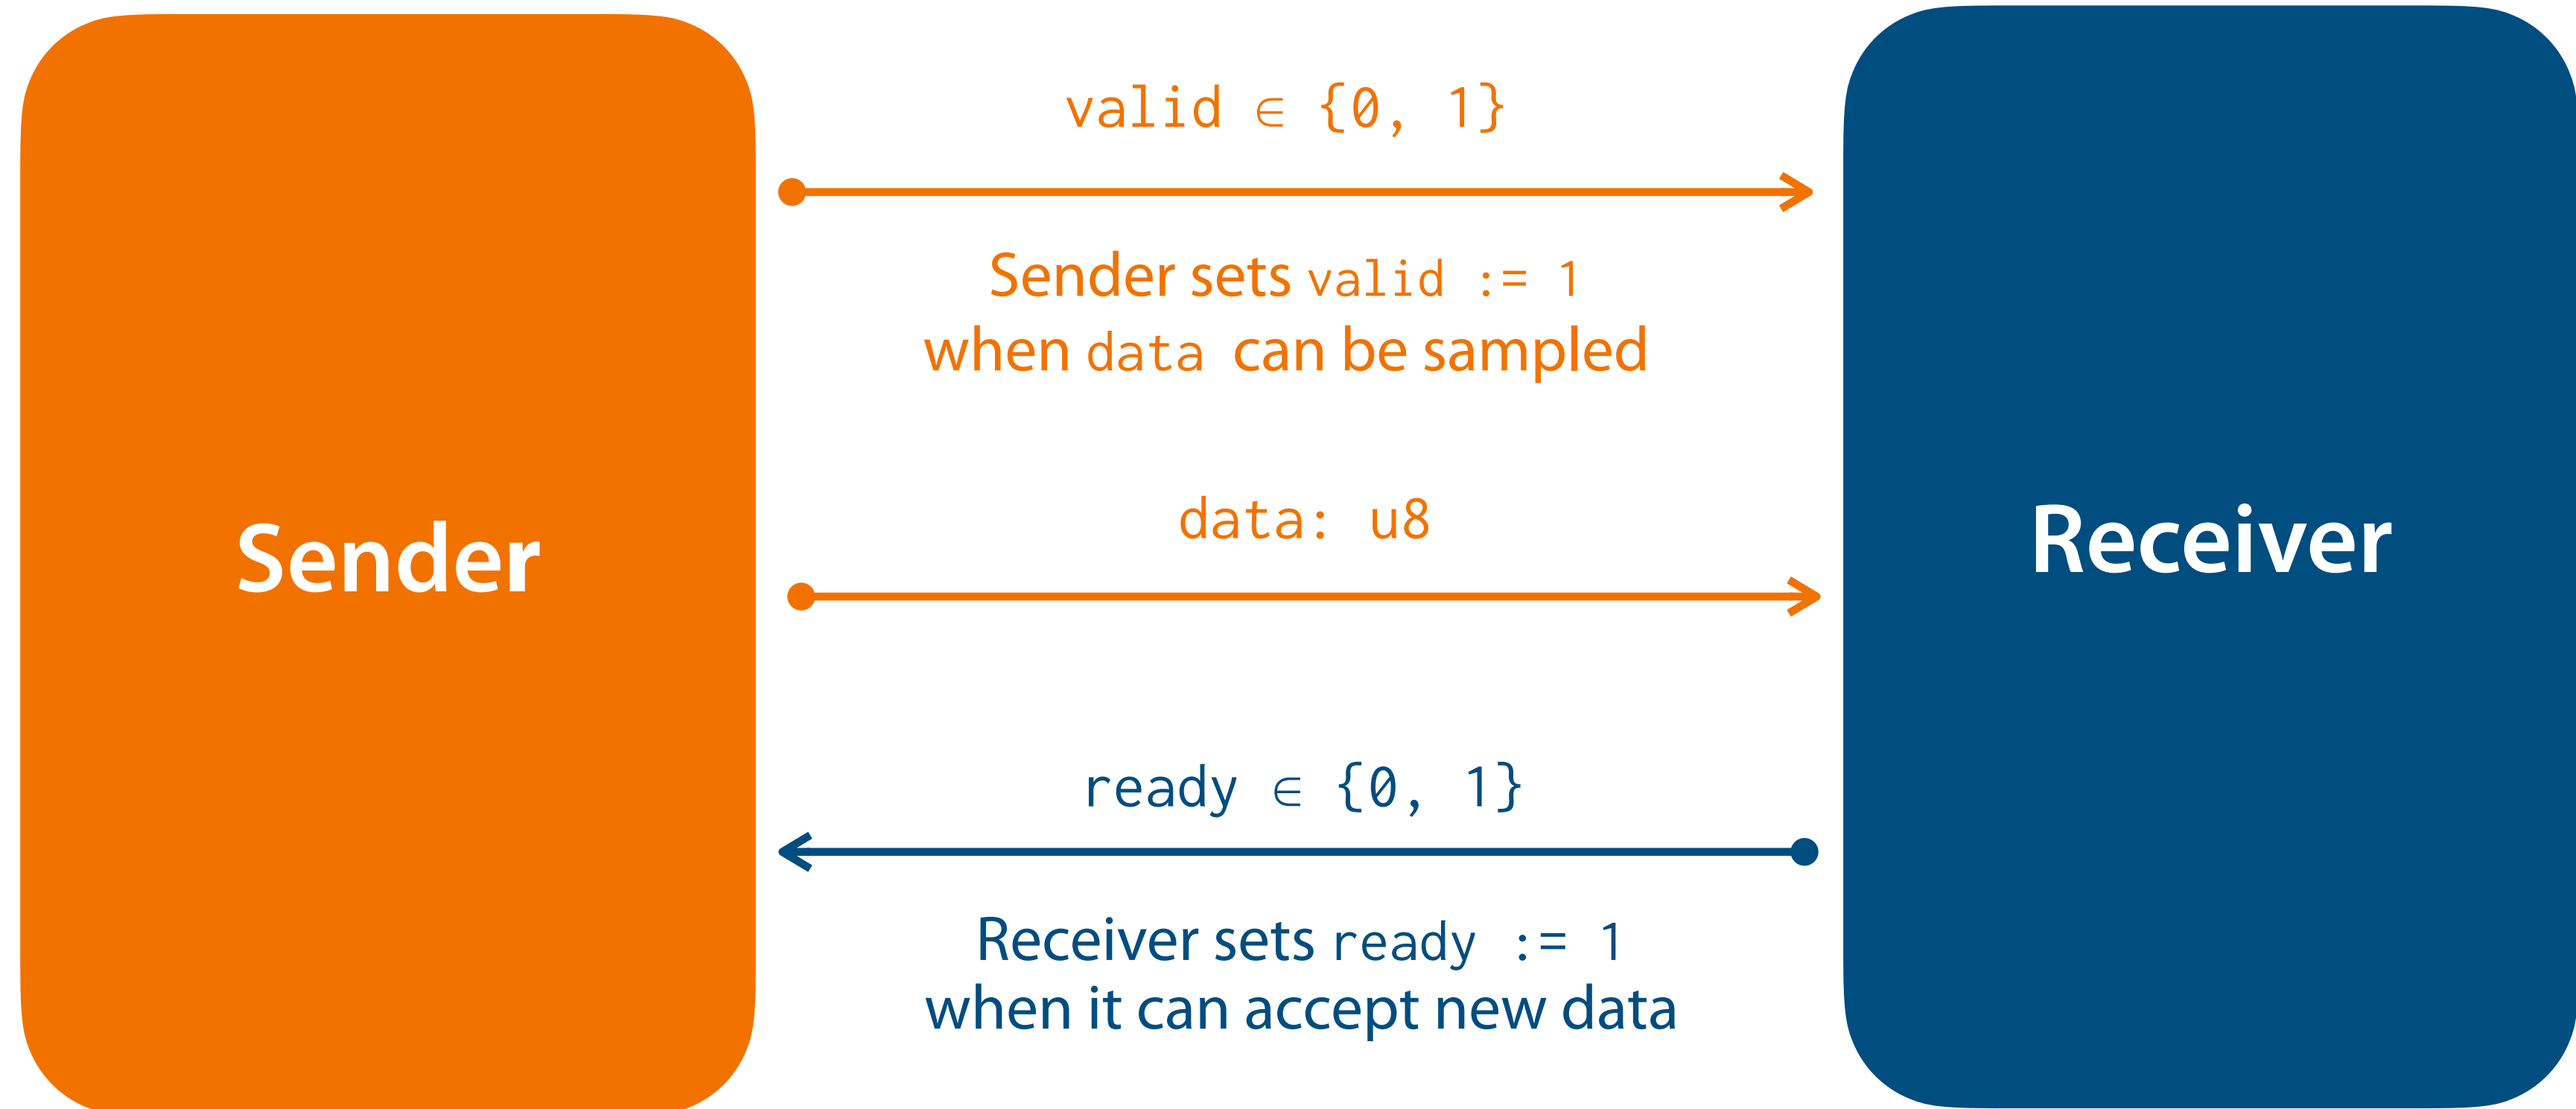 valid ∈ {0, 1}
Sender sets valid := 1
when data can be sampled
Sender
data: u8
Receiver
ready ∈ {0, 1}
Receiver sets ready := 1
when it can accept new data